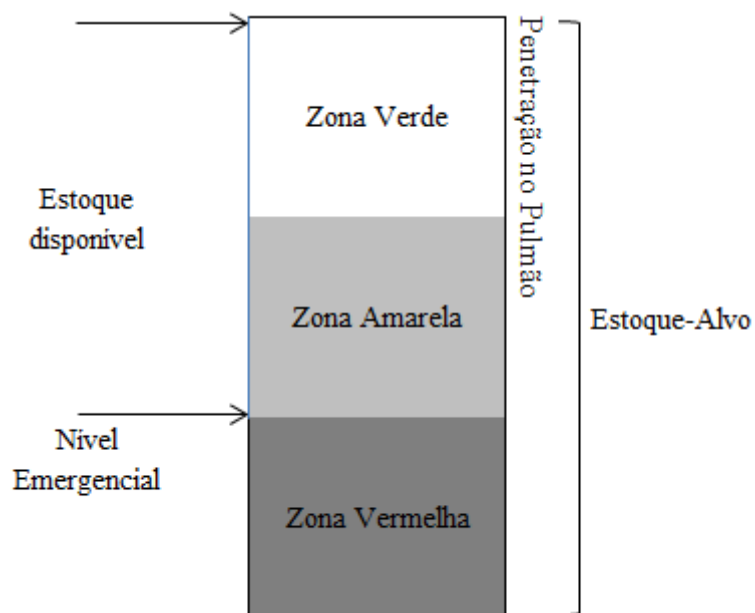 Zona Verde
Penetração no Pulmão
Estoque
disponível
Zona Amarela
Estoque-Alvo
Nível
Emergencial
Zona Vermelha